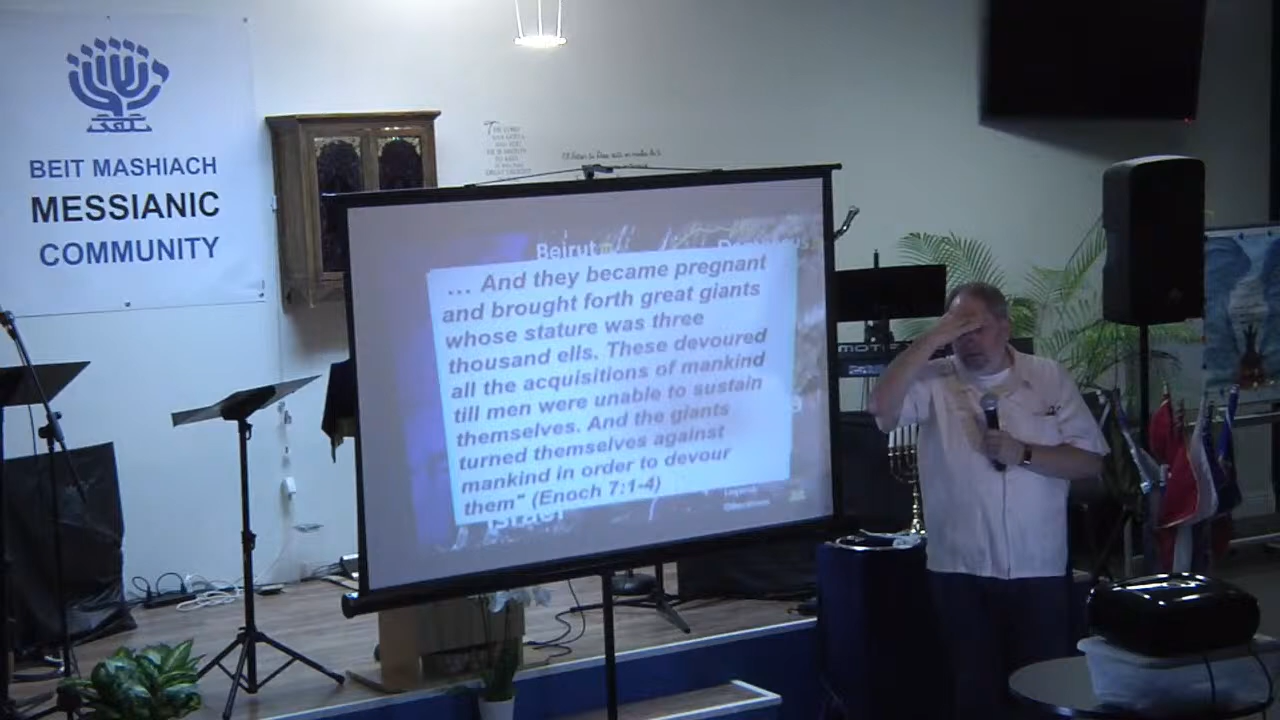 BEIT MASHIACH
MESSIANIC
COMMUNITY
Beirut
... And they became pregnant
and brought forth great giants
whose stature was three
thousand ells. These devoured
all the acquisitions of mankind
till men were unable to sustain
themselves. And the giants
turned themselves against
mankind in order to devour
them" (Enoch 7:1-4)
Israel